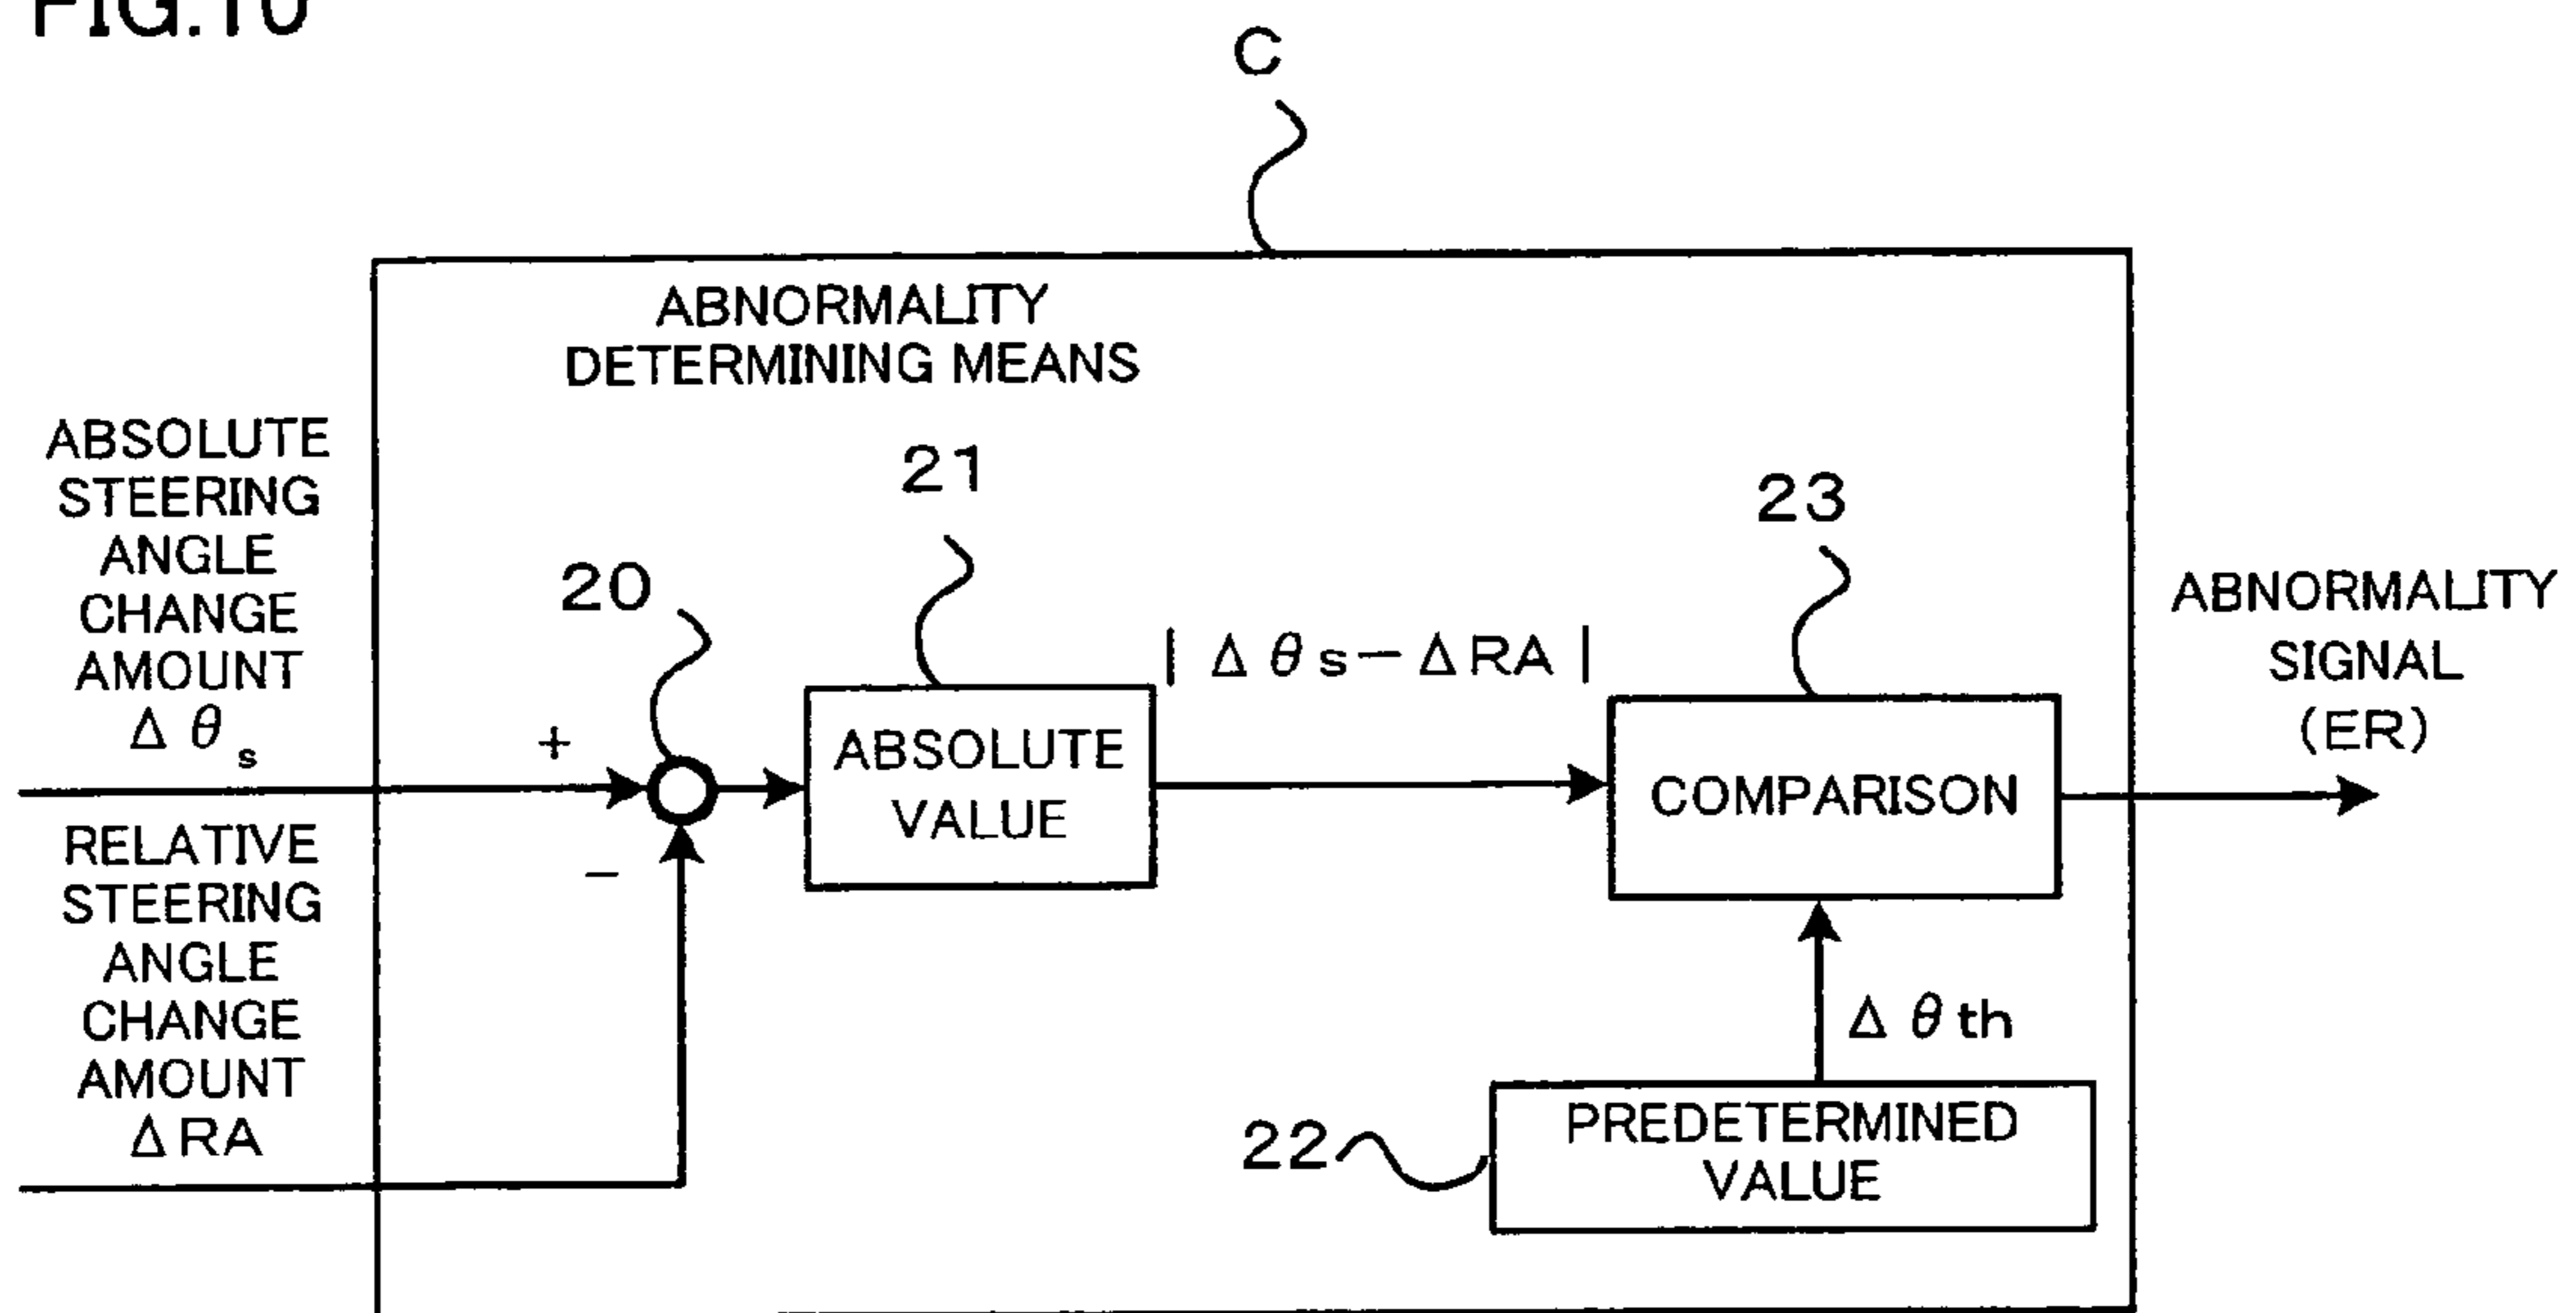 FIG.10
C
ABNORMALITY
DETERMINING MEANS
ABSOLUTE
STEERING
ANGLE
CHANGE
AMOUNT
Δθs
20
21
23
+
ABSOLUTE
VALUE
|Δθs−ΔRA|
COMPARISON
ABNORMALITY
SIGNAL
(ER)
RELATIVE
STEERING
ANGLE
CHANGE
AMOUNT
ΔRA
−
Δθth
22
PREDETERMINED
VALUE